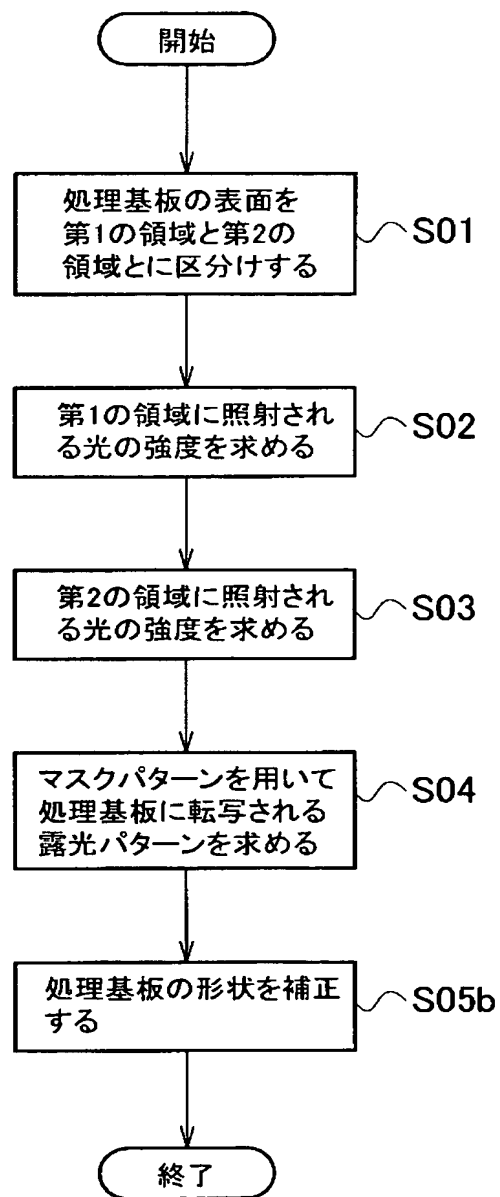 開始
処理基板の表面を
第1の領域と第2の
領域とに区分けする
S01
第1の領域に照射され
る光の強度を求める
S02
第2の領域に照射され
る光の強度を求める
S03
マスクパターンを用いて
処理基板に転写される
露光パターンを求める
S04
処理基板の形状を補正
する
S05b
終了